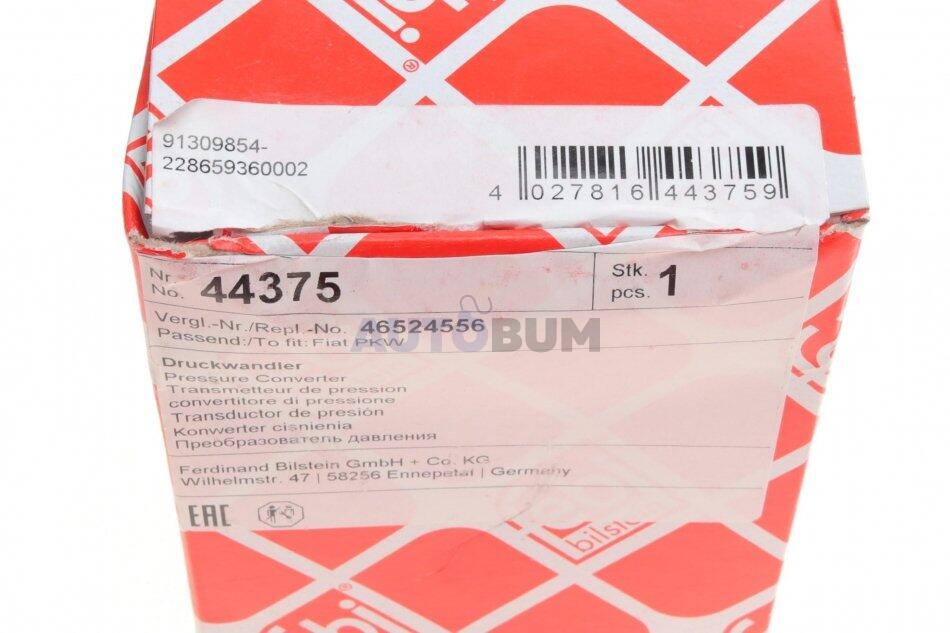 bi
®
91309854-
228659360002
4 027816 443759
Nr.
No. 44375
Stk.
pcs. 1
Vergl.-Nr./Repl.-No. 46524556
Passend:/To fit: Fiat PKW
AUTOBUM
Druckwandler
Pressure Converter
Transmetteur de pression
convertitore di pressione
Transductor de presión
Konwerter ciśnienia
Преобразователь давления
Ferdinand Bilstein GmbH + Co. KG
Wilhelmstr. 47 | 58256 Ennepetal | Germany
EAC
bilstein
®
bi